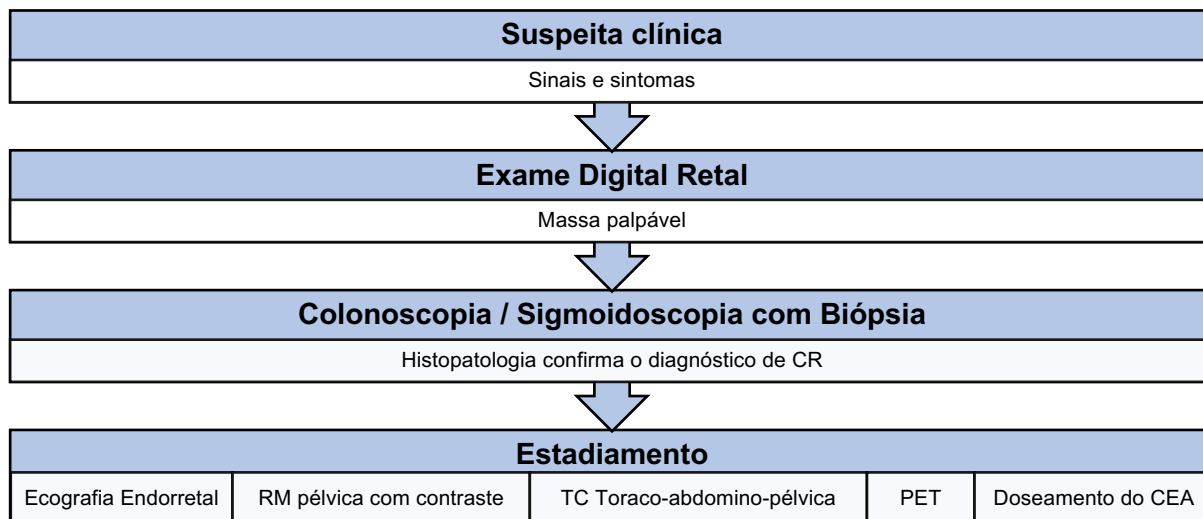 Suspeita clínica
Sinais e sintomas
Exame Digital Retal
Massa palpável
Colonoscopia / Sigmoidoscopia com Biópsia
Histopatologia confirma o diagnóstico de CR
Estadiamento
Ecografia Endorretal
RM pélvica com contraste
TC Toraco-abdomino-pélvica
PET
Doseamento do CEA